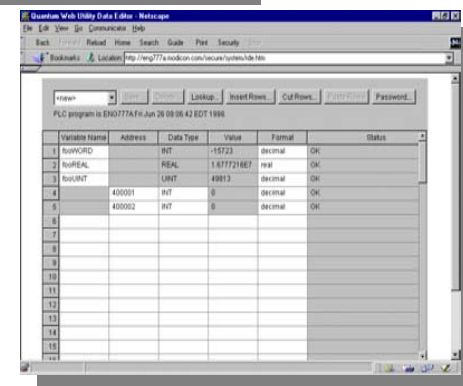 Quantum Web Utility Data Editor - Netscape
File Edit View Go Communicator Help
Back Forward Reload Home Search Guide Print Security Stop
Bookmarks Location: http://eng777a.modicon.com/secure/system/rde.htm
<new> Save Delete... Lookup... Insert Rows... Cut Rows... Paste Rows Password...
PLC program is ENG777A Fri Jun 26 08:06:42 EDT 1998
Variable Name Address Data Type Value Format Status
1 fooWORD INT -15723 decimal OK
2 fooREAL REAL 1.6777216E7 real OK
3 fooUINT UINT 49813 decimal OK
4 400001 INT 0 decimal OK
5 400002 INT 0 decimal OK
6
7
8
9
10
11
12
13
14
15